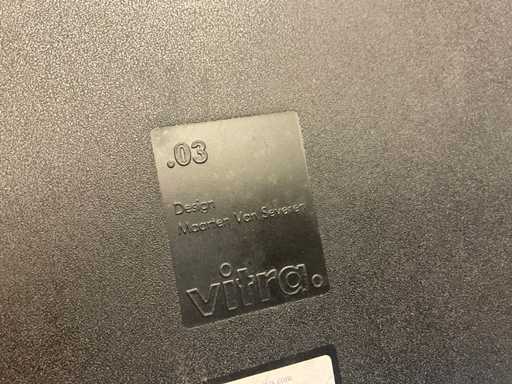 .03
Design
Maarten Van Severen
vitra.